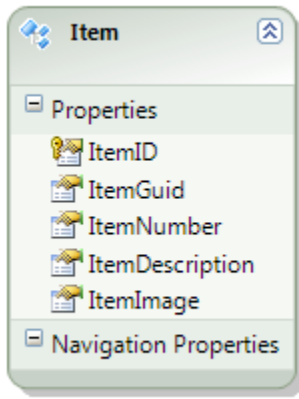 Item
Properties
ItemID
ItemGuid
ItemNumber
ItemDescription
ItemImage
Navigation Properties